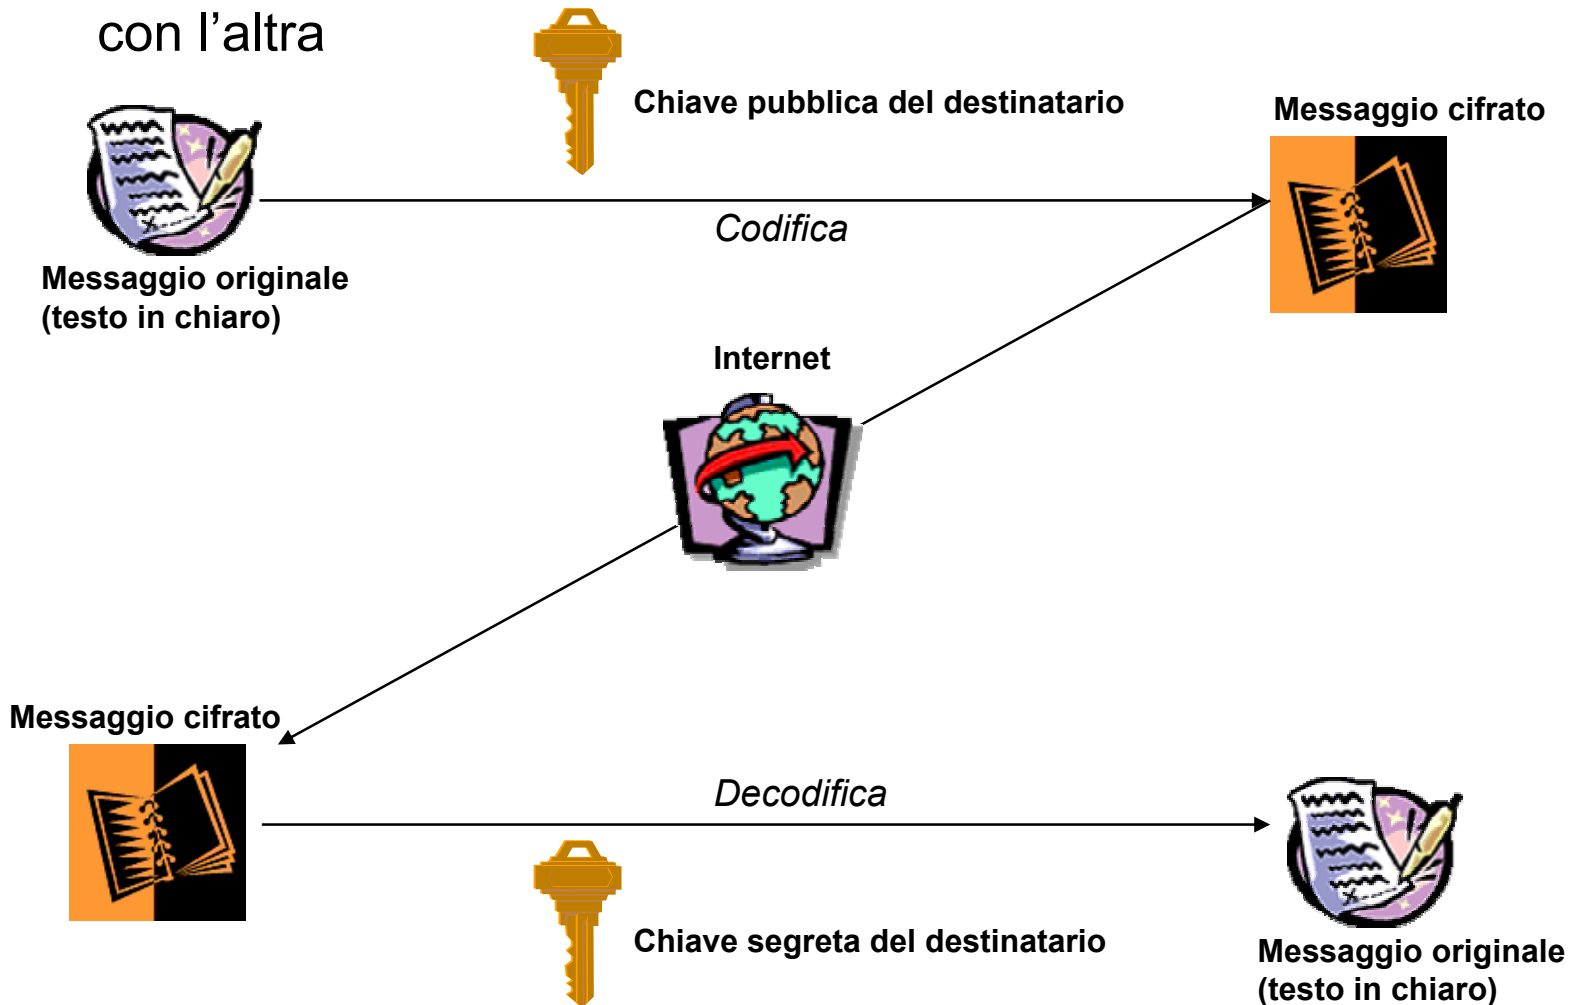 con l’altra
Chiave pubblica del destinatario
Messaggio cifrato
Codifica
Messaggio originale
(testo in chiaro)
Internet
Messaggio cifrato
Decodifica
Chiave segreta del destinatario
Messaggio originale
(testo in chiaro)